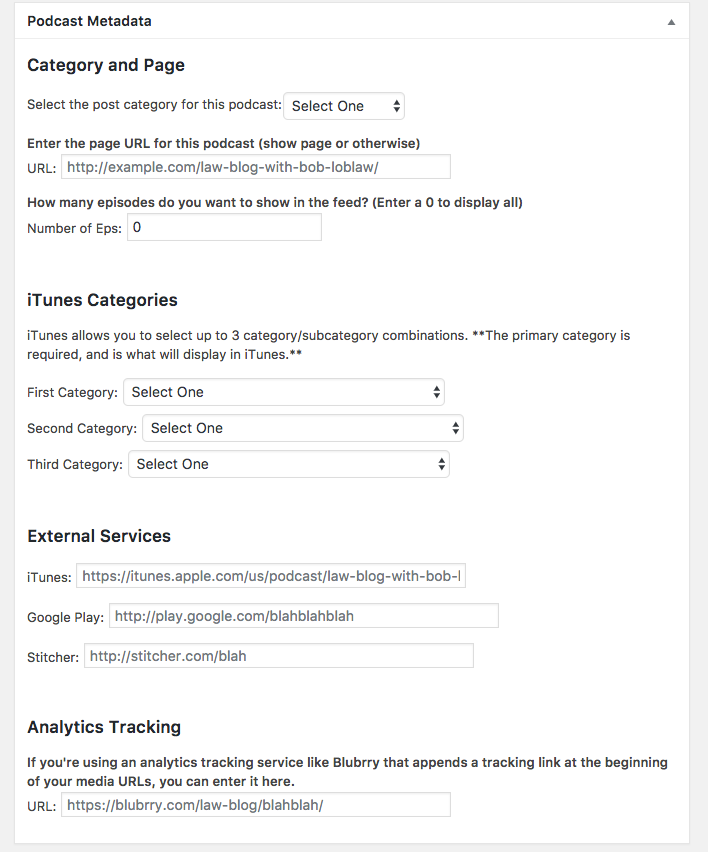 Podcast Metadata
Category and Page
Select the post category for this podcast: Select One
Enter the page URL for this podcast (show page or otherwise)
URL: http://example.com/law-blog-with-bob-loblaw/
How many episodes do you want to show in the feed? (Enter a 0 to display all)
Number of Eps: 0
iTunes Categories
iTunes allows you to select up to 3 category/subcategory combinations. **The primary category is
required, and is what will display in iTunes.**
First Category: Select One
Second Category: Select One
Third Category: Select One
External Services
iTunes: https://itunes.apple.com/us/podcast/law-blog-with-bob-l
Google Play: http://play.google.com/blahblahblah
Stitcher: http://stitcher.com/blah
Analytics Tracking
If you're using an analytics tracking service like Blubrry that appends a tracking link at the beginning
of your media URLs, you can enter it here.
URL: https://blubrry.com/law-blog/blahblah/